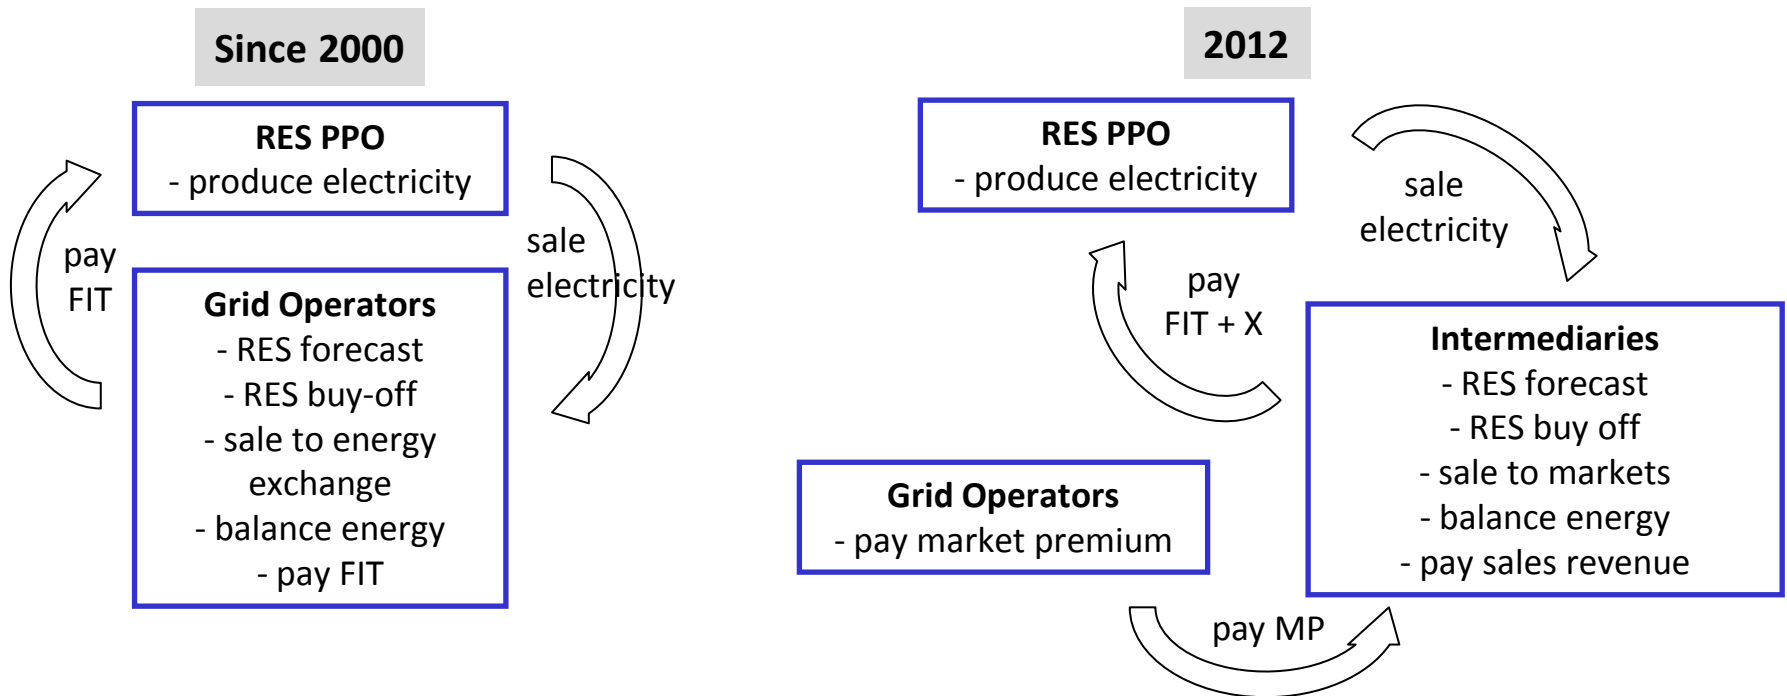 Since 2000
RES PPO
- produce electricity
pay
FIT
sale
electricity
Grid Operators
- RES forecast
- RES buy-off
- sale to energy
exchange
- balance energy
- pay FIT
2012
RES PPO
- produce electricity
sale
electricity
pay
FIT + X
Intermediaries
- RES forecast
- RES buy off
- sale to markets
- balance energy
- pay sales revenue
Grid Operators
- pay market premium
pay MP